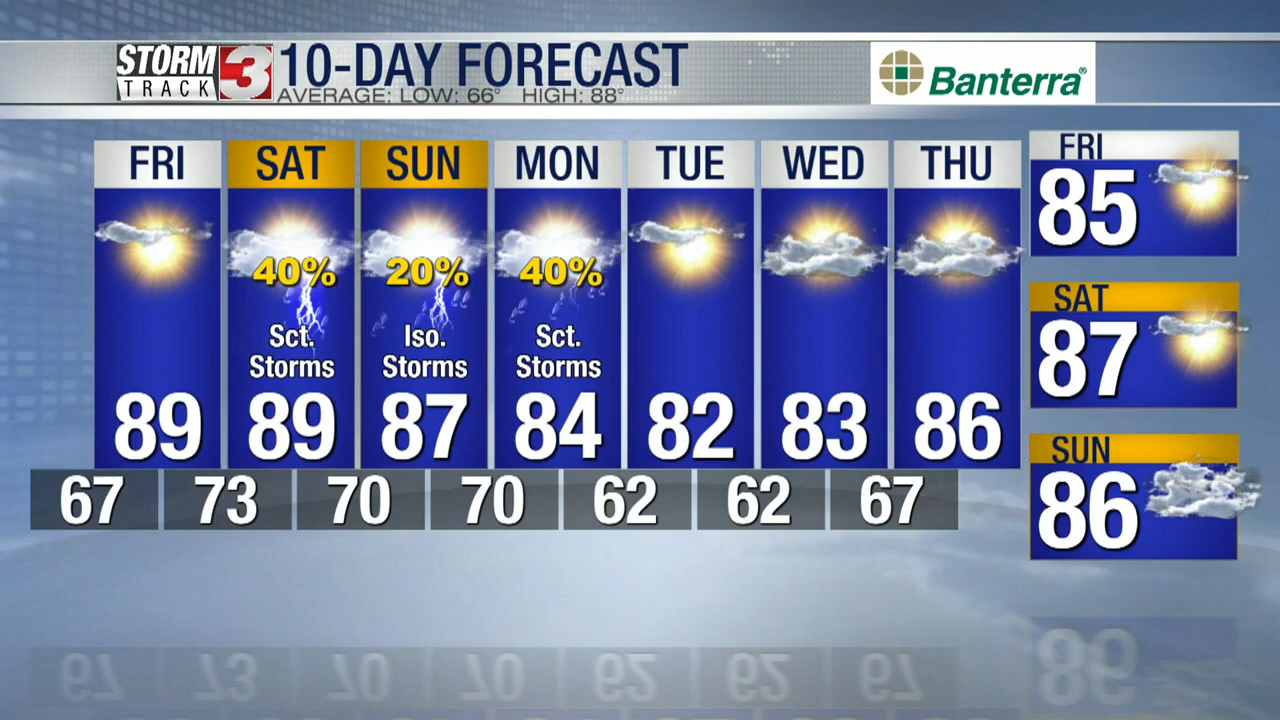 STORM
TRACK
3
10-DAY FORECAST
AVERAGE: LOW: 66° HIGH: 88°
Banterra®
FRI SAT SUN MON TUE WED THU
40% 20% 40%
Sct. Iso. Sct.
Storms Storms Storms
89 89 87 84 82 83 86
67 73 70 70 62 62 67
FRI
85
SAT
87
SUN
86